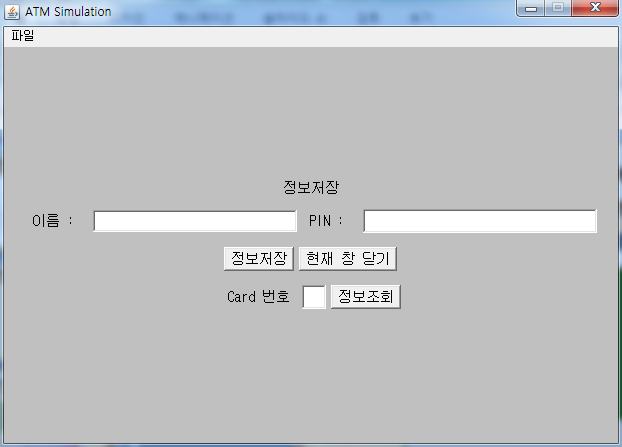 ATM Simulation
파일
정보저장
이름 : PIN :
정보저장 현재 창 닫기
Card 번호 정보조회